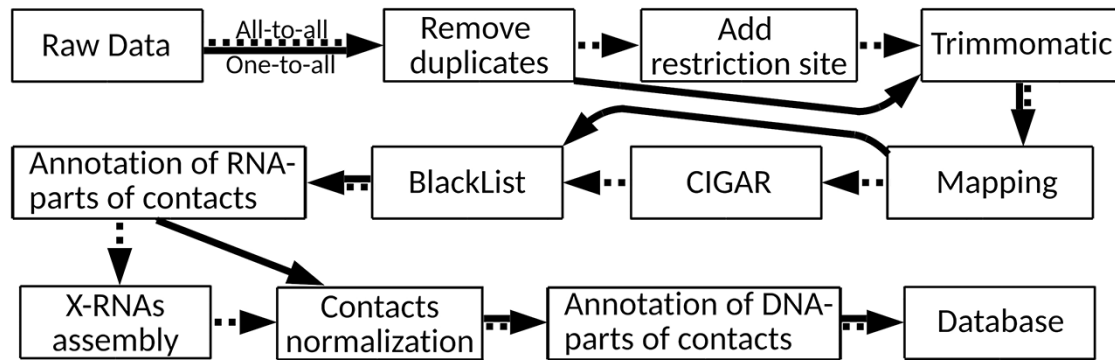 Raw Data
All-to-all
One-to-all
Remove
duplicates
Add
restriction site
Trimmomatic
Annotation of RNA-
parts of contacts
BlackList
CIGAR
Mapping
X-RNAs
assembly
Contacts
normalization
Annotation of DNA-
parts of contacts
Database